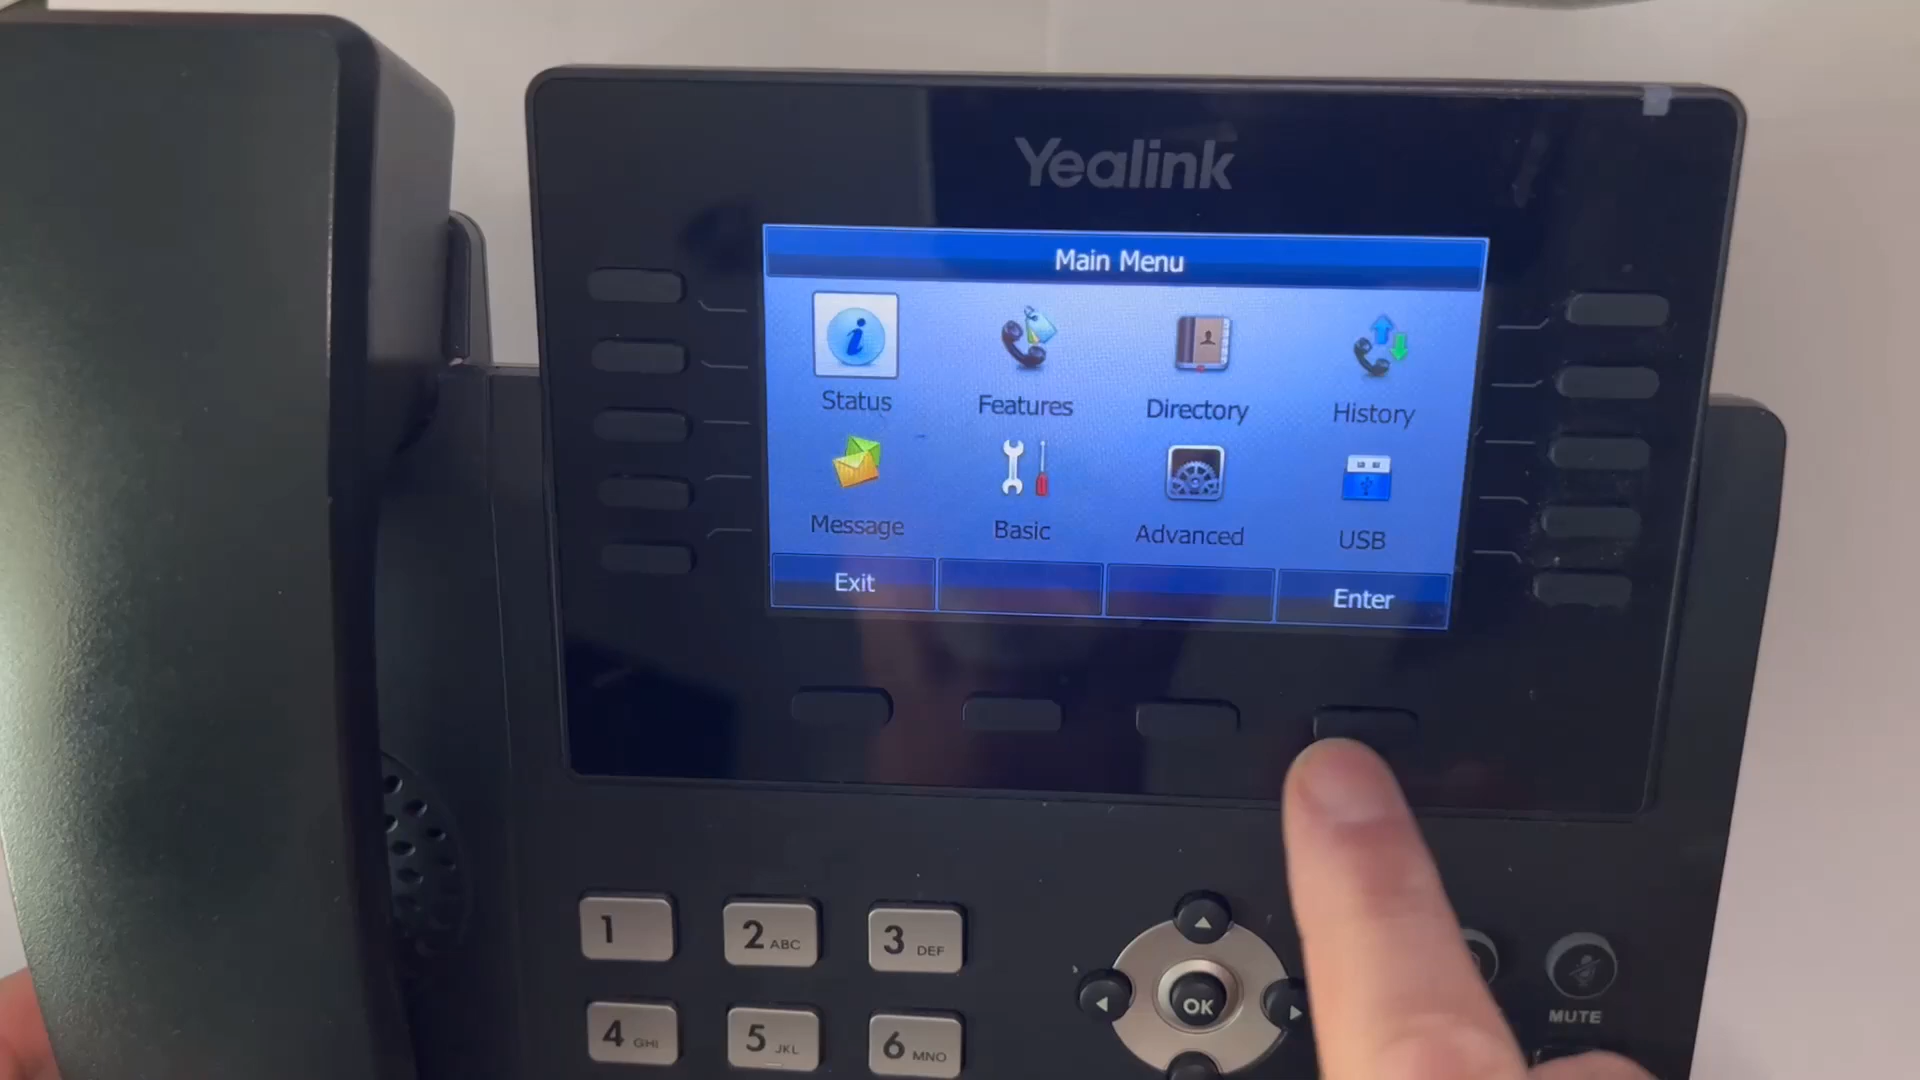 Yealink
Main Menu
Status Features Directory History
Message Basic Advanced USB
Exit Enter
1 2 ABC 3 DEF
OK
MUTE
4 GHI 5 JKL 6 MNO